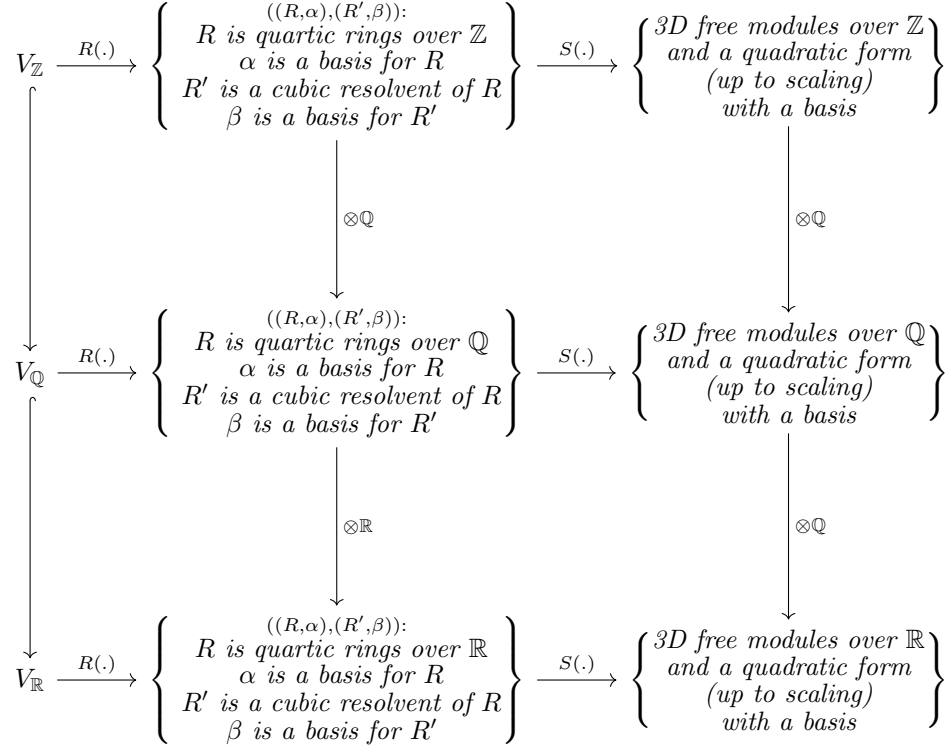 V_ℤ
R(.)
((R,α),(R′,β)):
R is quartic rings over ℤ
α is a basis for R
R′ is a cubic resolvent of R
β is a basis for R′
S(.)
3D free modules over ℤ
and a quadratic form
(up to scaling)
with a basis
⊗ℚ
⊗ℚ
V_ℚ
R(.)
((R,α),(R′,β)):
R is quartic rings over ℚ
α is a basis for R
R′ is a cubic resolvent of R
β is a basis for R′
S(.)
3D free modules over ℚ
and a quadratic form
(up to scaling)
with a basis
⊗ℝ
⊗ℚ
V_ℝ
R(.)
((R,α),(R′,β)):
R is quartic rings over ℝ
α is a basis for R
R′ is a cubic resolvent of R
β is a basis for R′
S(.)
3D free modules over ℝ
and a quadratic form
(up to scaling)
with a basis